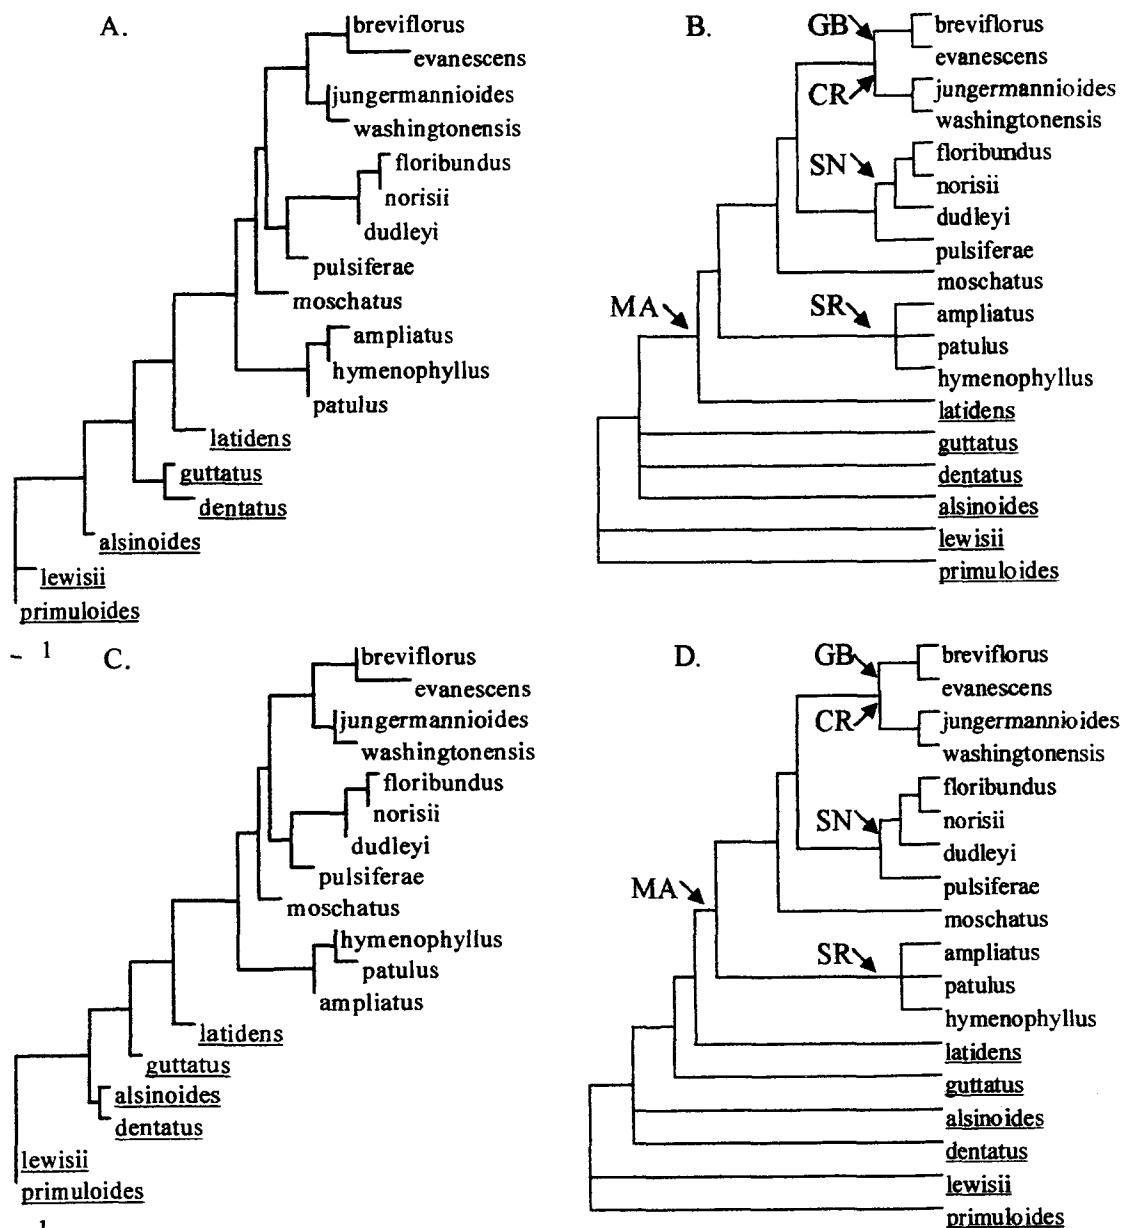 A.
breviflorus
evanescens
jungermannioides
washingtonensis
floribundus
norisii
dudleyi
pulsiferae
moschatus
ampliatus
hymenophyllus
patulus
latidens
guttatus
dentatus
alsinoides
lewisii
primuloides
1
B.
GB
CR
SN
MA
SR
breviflorus
evanescens
jungermannioides
washingtonensis
floribundus
norisii
dudleyi
pulsiferae
moschatus
ampliatus
patulus
hymenophyllus
latidens
guttatus
dentatus
alsinoides
lewisii
primuloides
C.
breviflorus
evanescens
jungermannioides
washingtonensis
floribundus
norisii
dudleyi
pulsiferae
moschatus
hymenophyllus
patulus
ampliatus
latidens
guttatus
alsinoides
dentatus
lewisii
primuloides
1
D.
GB
CR
SN
MA
SR
breviflorus
evanescens
jungermannioides
washingtonensis
floribundus
norisii
dudleyi
pulsiferae
moschatus
ampliatus
patulus
hymenophyllus
latidens
guttatus
alsinoides
dentatus
lewisii
primuloides